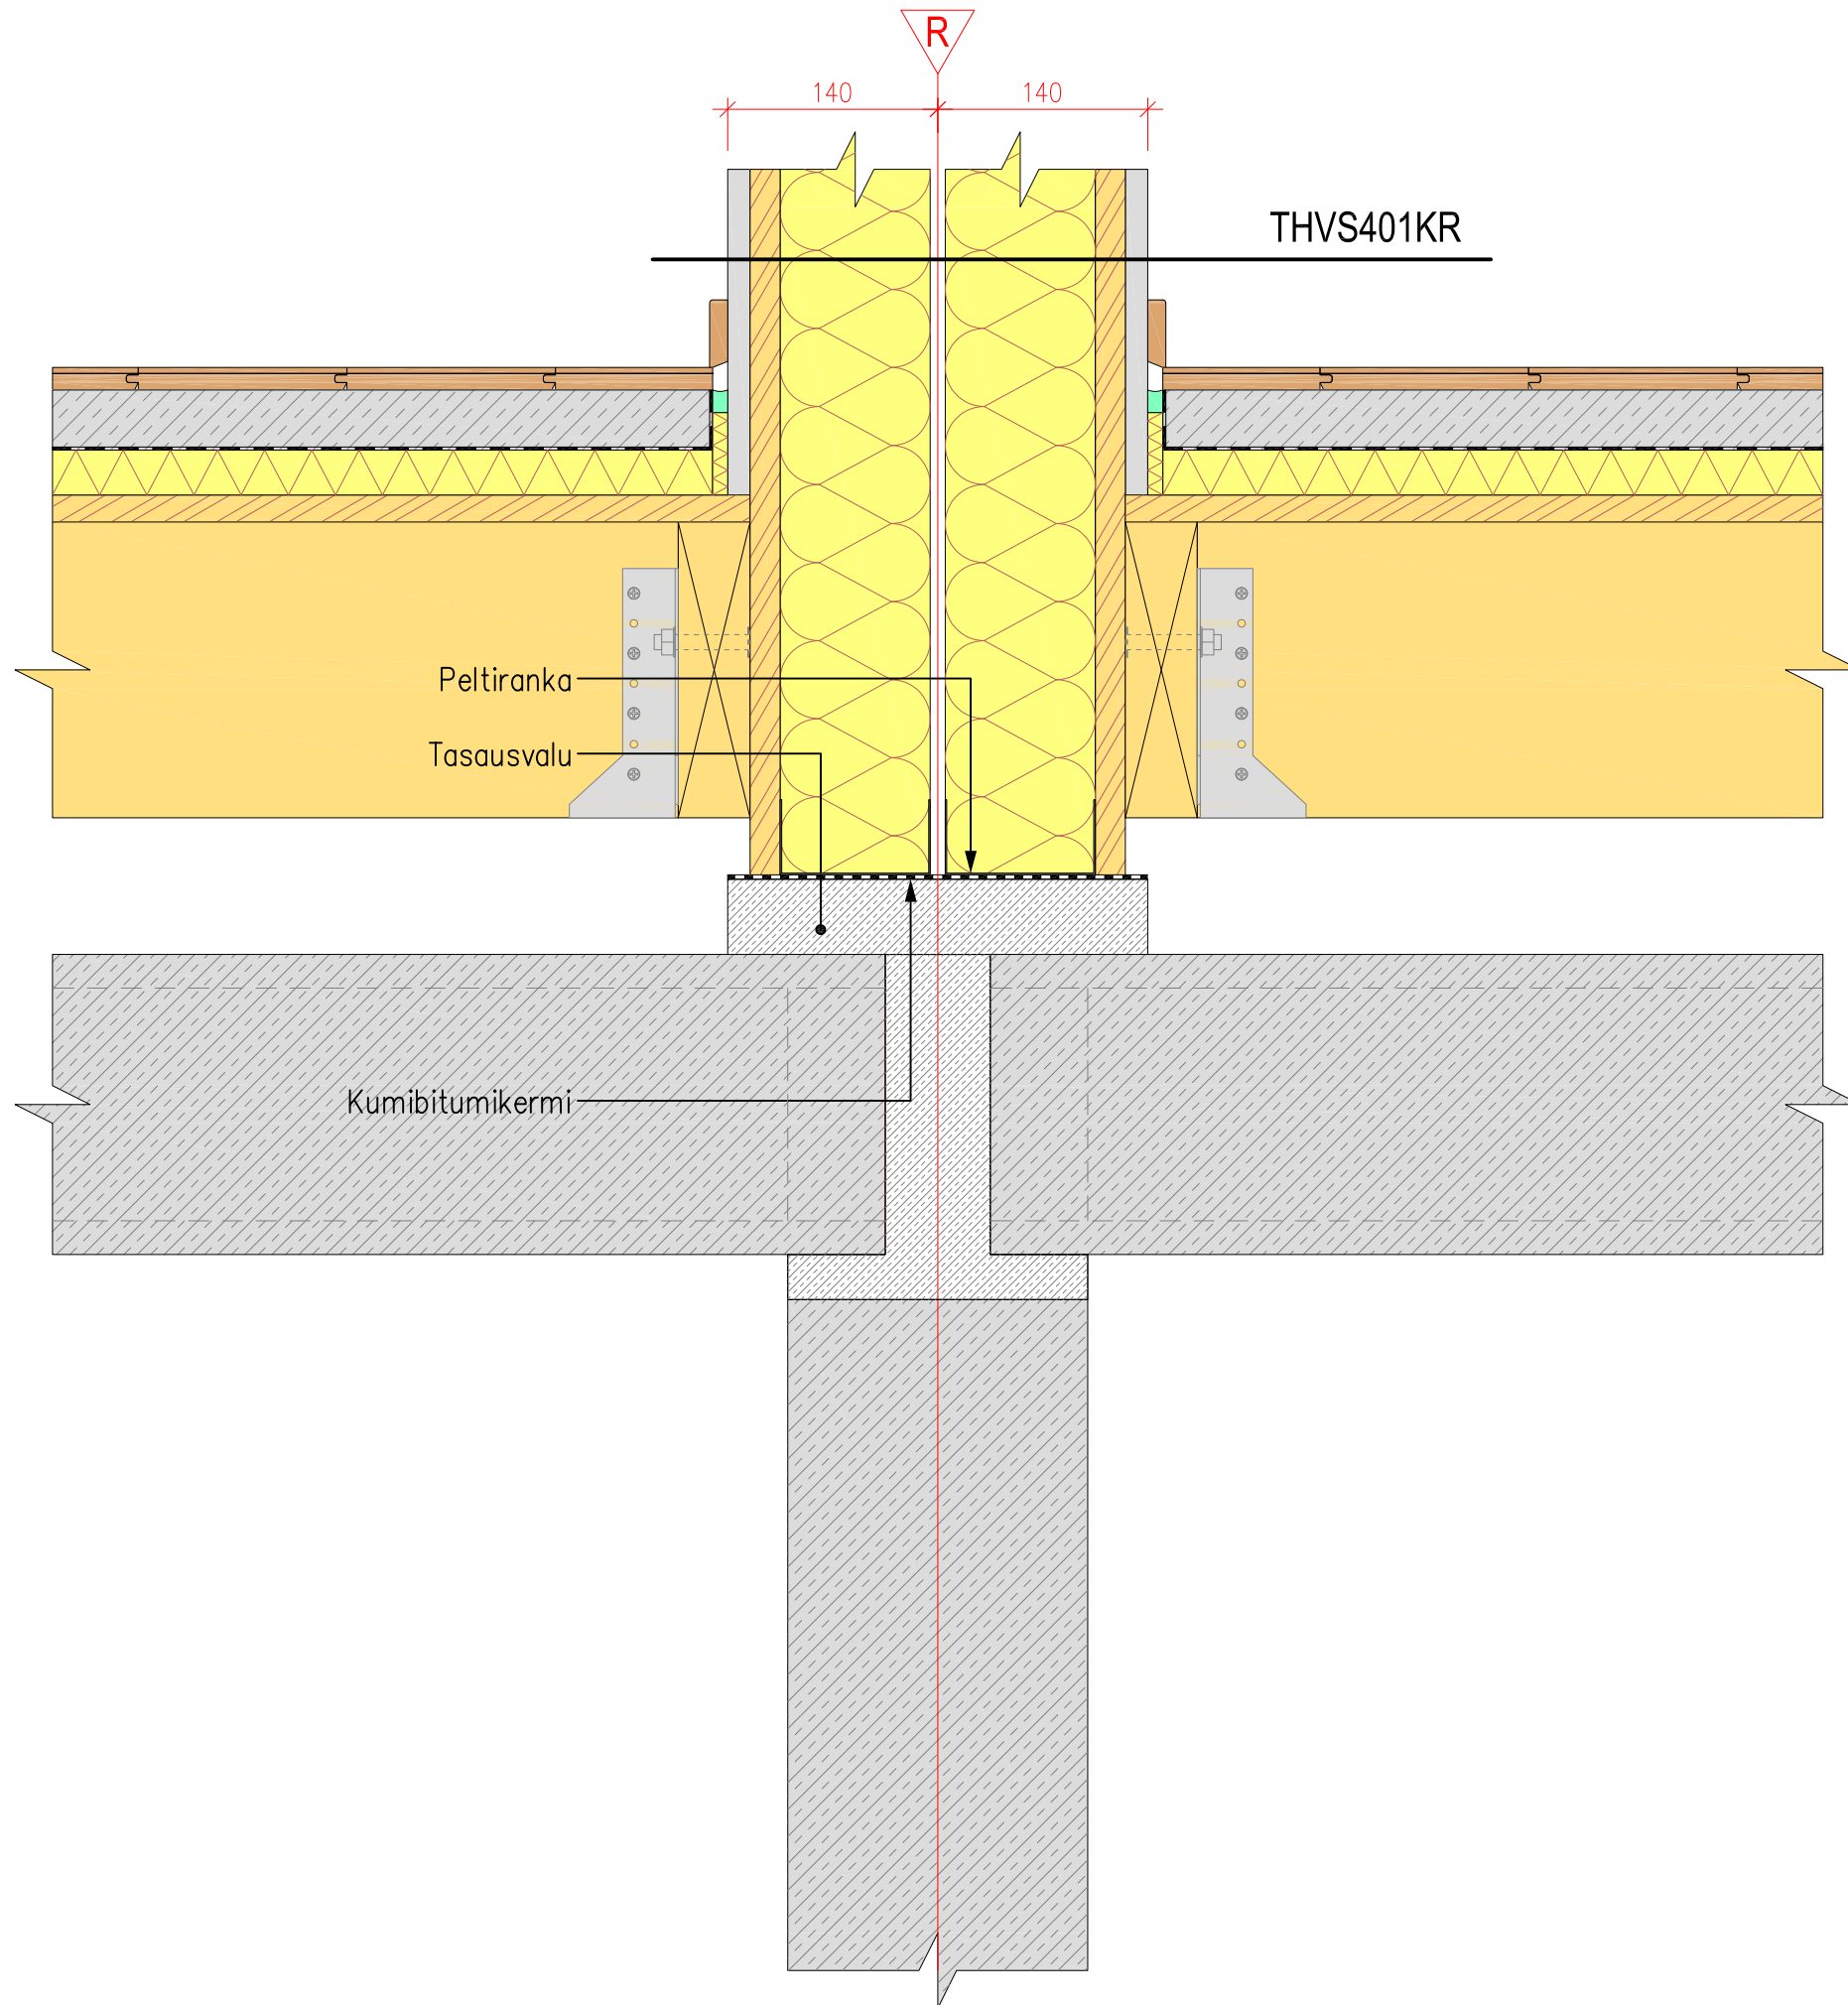 R
140 140
THVS401KR
Peltiranka
Tasausvalu
Kumibitumikermi